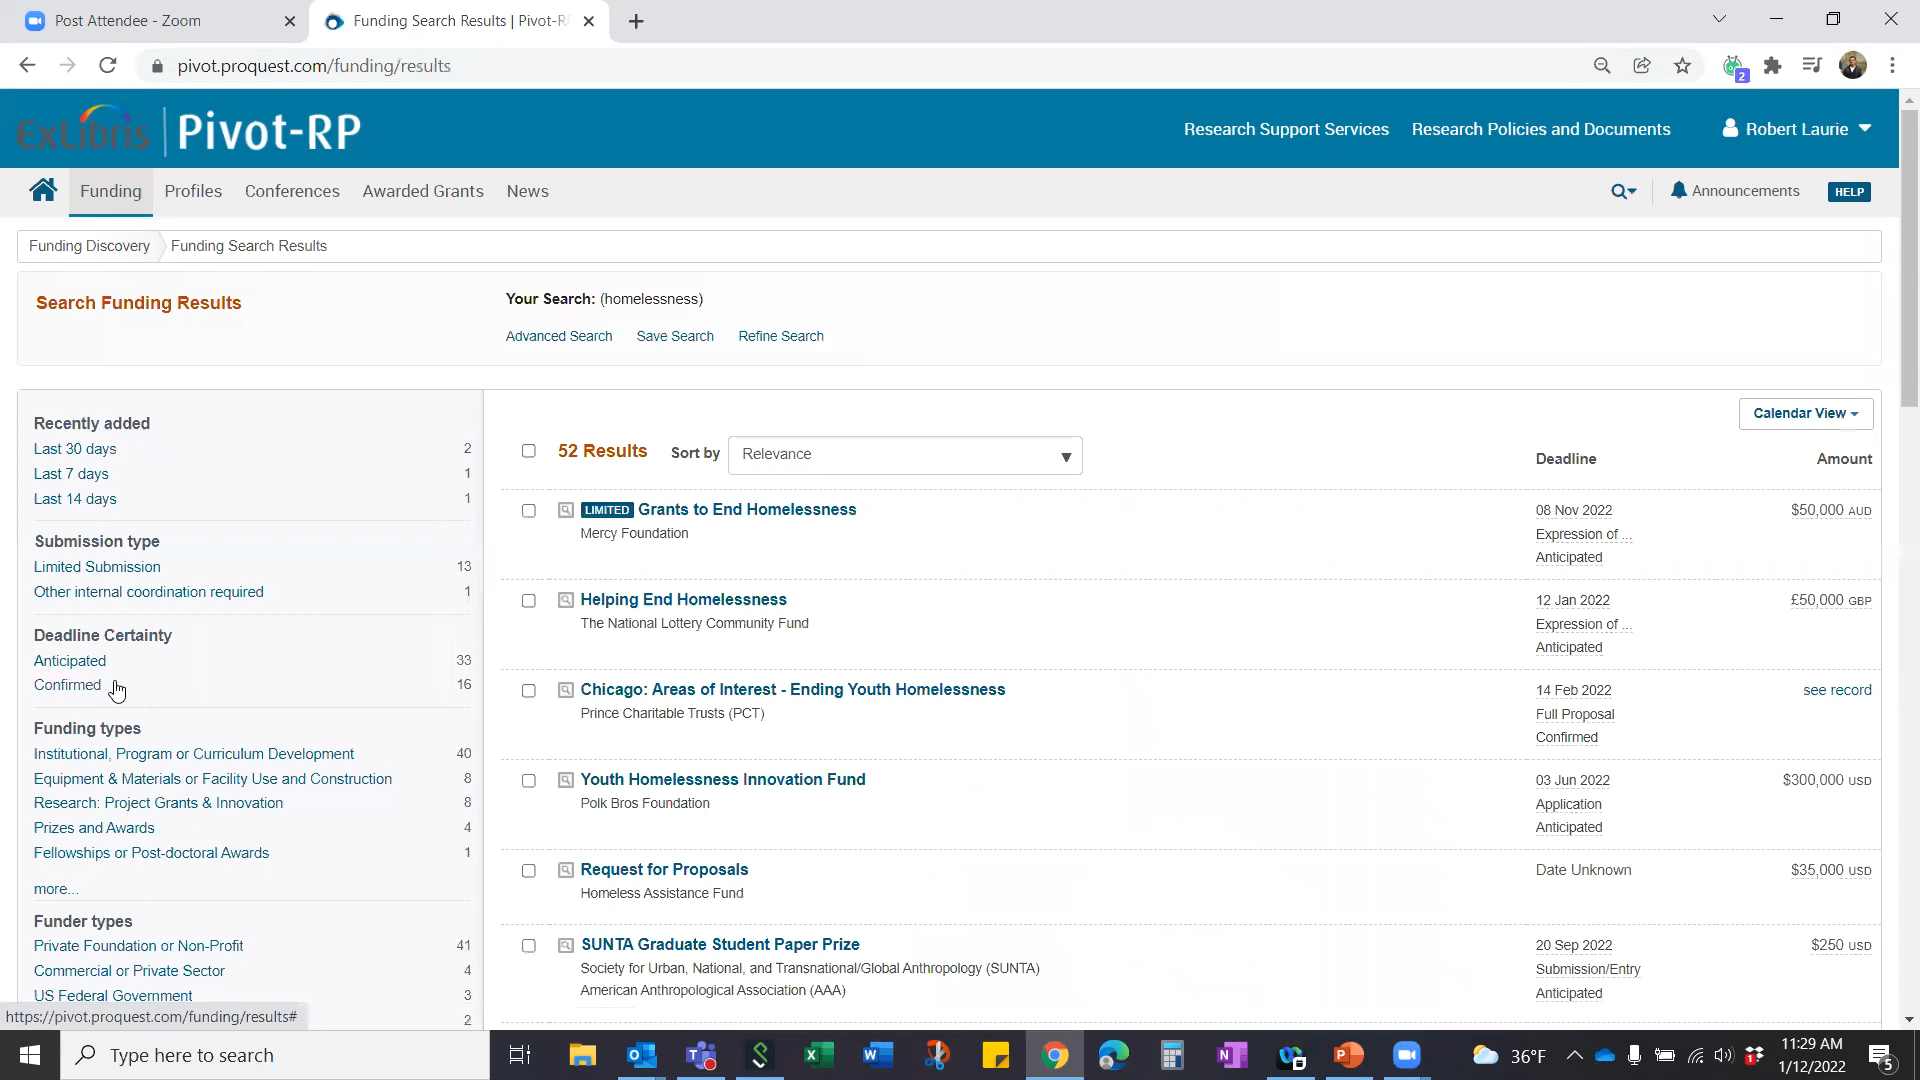 Post Attendee - Zoom
Funding Search Results | Pivot-R
pivot.proquest.com/funding/results
2
ExLibris | Pivot-RP
Research Support Services
Research Policies and Documents
Robert Laurie
Funding
Profiles
Conferences
Awarded Grants
News
Announcements
HELP
Funding Discovery
Funding Search Results
Search Funding Results
Your Search: (homelessness)
Advanced Search
Save Search
Refine Search
Recently added
Last 30 days 2
Last 7 days 1
Last 14 days 1
Submission type
Limited Submission 13
Other internal coordination required 1
Deadline Certainty
Anticipated 33
Confirmed 16
Funding types
Institutional, Program or Curriculum Development 40
Equipment & Materials or Facility Use and Construction 8
Research: Project Grants & Innovation 8
Prizes and Awards 4
Fellowships or Post-doctoral Awards 1
more...
Funder types
Private Foundation or Non-Profit 41
Commercial or Private Sector 4
US Federal Government 3
2
https://pivot.proquest.com/funding/results#
Calendar View
52 Results
Sort by
Relevance
Deadline
Amount
LIMITED Grants to End Homelessness
Mercy Foundation
08 Nov 2022
Expression of ...
Anticipated
$50,000 AUD
Helping End Homelessness
The National Lottery Community Fund
12 Jan 2022
Expression of ...
Anticipated
£50,000 GBP
Chicago: Areas of Interest - Ending Youth Homelessness
Prince Charitable Trusts (PCT)
14 Feb 2022
Full Proposal
Confirmed
see record
Youth Homelessness Innovation Fund
Polk Bros Foundation
03 Jun 2022
Application
Anticipated
$300,000 USD
Request for Proposals
Homeless Assistance Fund
Date Unknown
$35,000 USD
SUNTA Graduate Student Paper Prize
Society for Urban, National, and Transnational/Global Anthropology (SUNTA)
American Anthropological Association (AAA)
20 Sep 2022
Submission/Entry
Anticipated
$250 USD
Type here to search
36°F
11:29 AM
1/12/2022
5